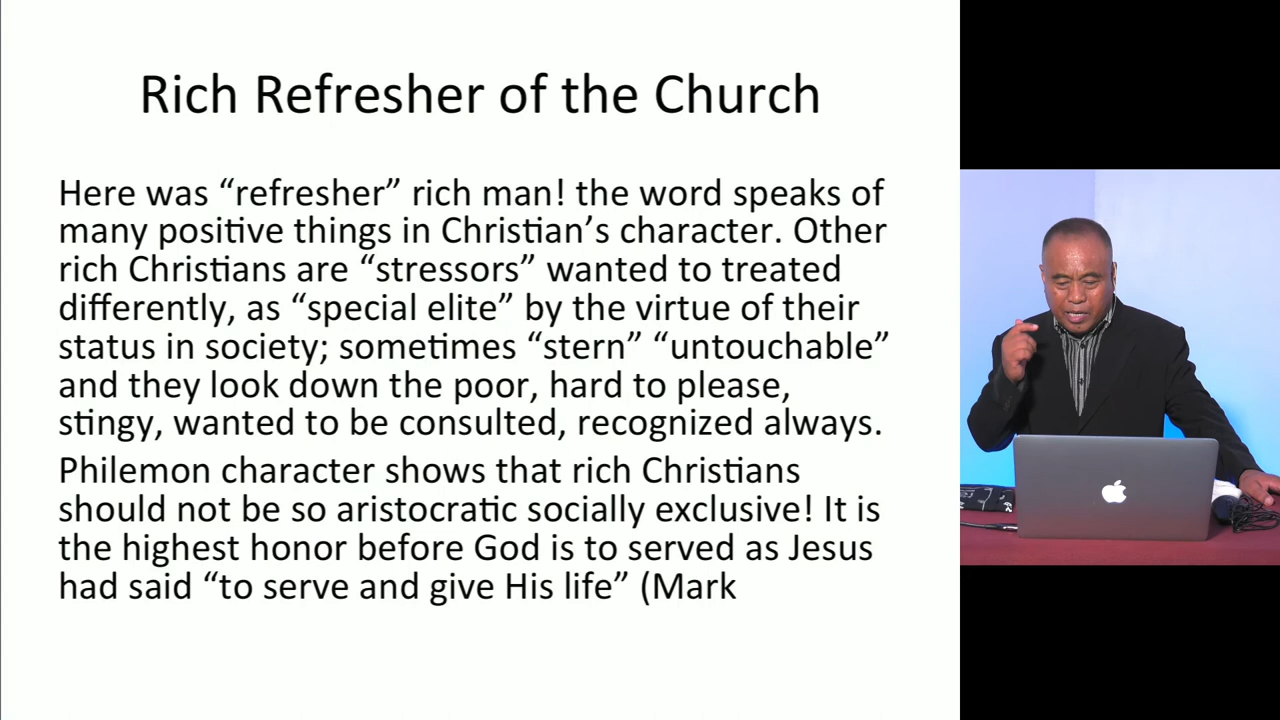 Rich Refresher of the Church
Here was “refresher” rich man! the word speaks of
many positive things in Christian’s character. Other
rich Christians are “stressors” wanted to treated
differently, as “special elite” by the virtue of their
status in society; sometimes “stern” “untouchable”
and they look down the poor, hard to please,
stingy, wanted to be consulted, recognized always.
Philemon character shows that rich Christians
should not be so aristocratic socially exclusive! It is
the highest honor before God is to served as Jesus
had said “to serve and give His life” (Mark